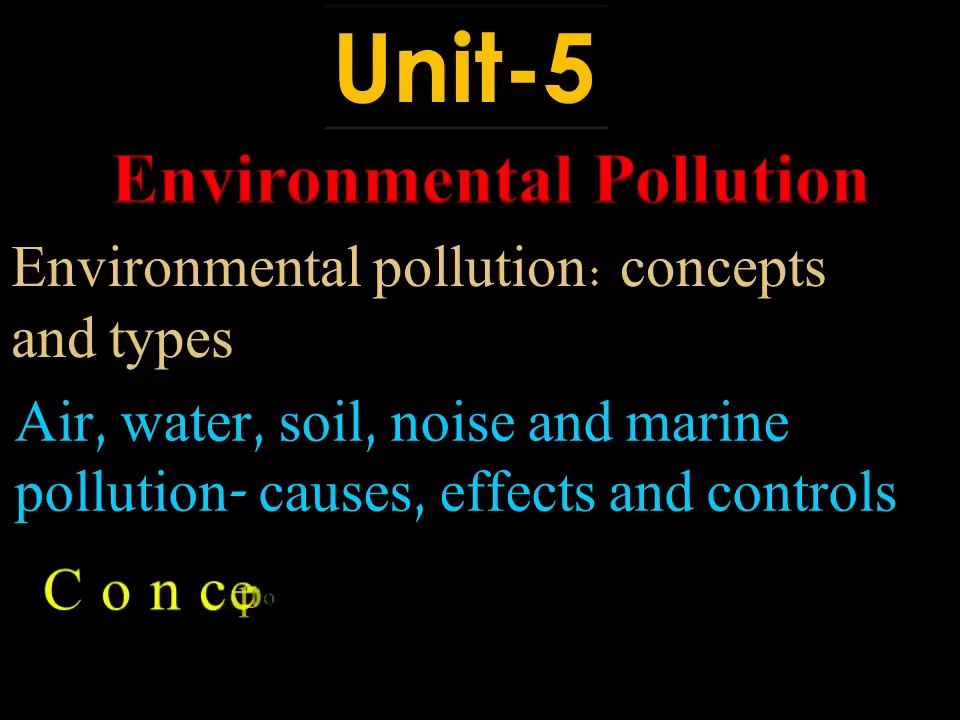 Unit-5
Environmental Pollution
Environmental pollution: concepts
and types
Air, water, soil, noise and marine
pollution- causes, effects and controls